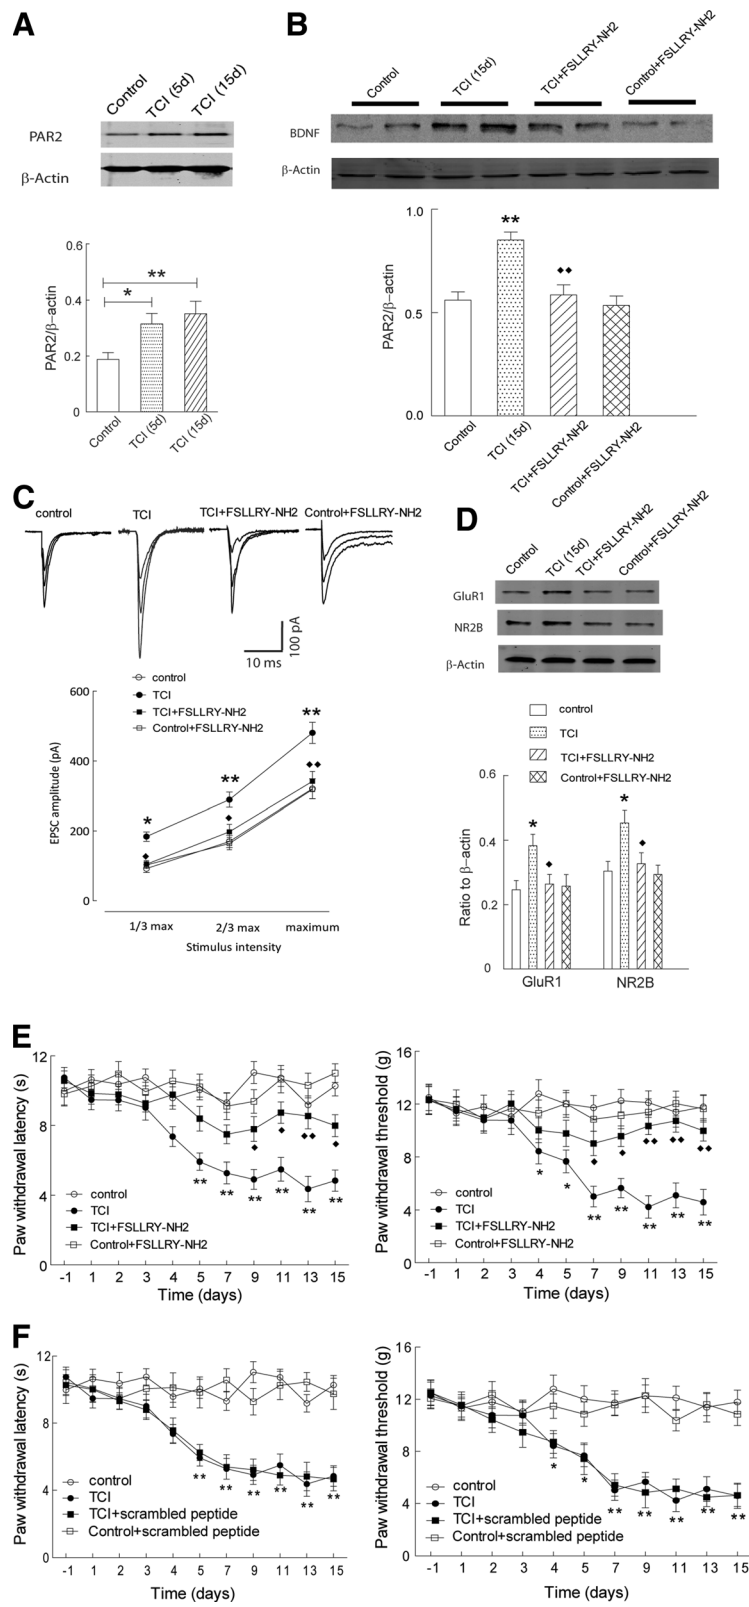 A
Control
TCI (5d)
TCI (15d)
PAR2
β-Actin
0.6
0.4
0.2
0
PAR2/β-actin
*
**
Control
TCI (5d)
TCI (15d)
B
Control
TCI (15d)
TCI+FSLLRY-NH2
Control+FSLLRY-NH2
BDNF
β-Actin
1.0
0.5
0.0
PAR2/β-actin
**
◆◆
Control
TCI (15d)
TCI+FSLLRY-NH2
Control+FSLLRY-NH2
C
control
TCI
TCI+FSLLRY-NH2
Control+FSLLRY-NH2
100 pA
10 ms
control
TCI
TCI+FSLLRY-NH2
Control+FSLLRY-NH2
600
400
200
0
EPSC amplitude (pA)
*
**
**
◆
◆
◆◆
1/3 max
2/3 max
maximum
Stimulus intensity
D
Control
TCI (15d)
TCI+FSLLRY-NH2
Control+FSLLRY-NH2
GluR1
NR2B
β-Actin
control
TCI
TCI+FSLLRY-NH2
Control+FSLLRY-NH2
0.6
0.4
0.2
0
Ratio to β-actin
*
◆
*
◆
GluR1
NR2B
E
12
8
4
0
Paw withdrawal latency (s)
◆ ◆ ◆◆ ◆
** ** ** ** ** **
control
TCI
TCI+FSLLRY-NH2
Control+FSLLRY-NH2
-1 1 2 3 4 5 7 9 11 13 15
Time (days)
16
12
8
4
0
Paw withdrawal threshold (g)
◆ ◆ ◆◆ ◆◆ ◆◆
* * ** ** ** ** **
control
TCI
TCI+FSLLRY-NH2
Control+FSLLRY-NH2
-1 1 2 3 4 5 7 9 11 13 15
Time (days)
F
12
8
4
0
Paw withdrawal latency (s)
** ** ** ** ** **
control
TCI
TCI+scrambled peptide
Control+scrambled peptide
-1 1 2 3 4 5 7 9 11 13 15
Time (days)
16
12
8
4
0
Paw withdrawal threshold (g)
* * ** ** ** ** **
control
TCI
TCI+scrambled peptide
Control+scrambled peptide
-1 1 2 3 4 5 7 9 11 13 15
Time (days)